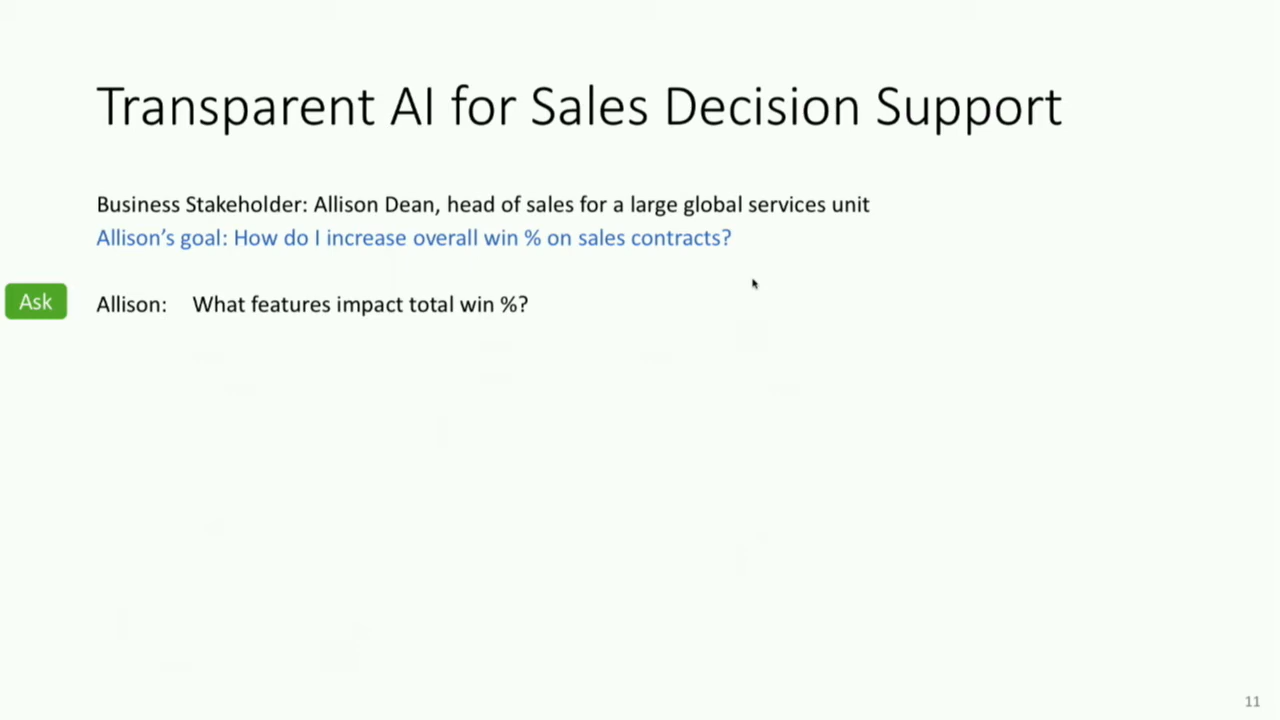 Transparent AI for Sales Decision Support
Business Stakeholder: Allison Dean, head of sales for a large global services unit
Allison’s goal: How do I increase overall win % on sales contracts?
Ask
Allison: What features impact total win %?
11